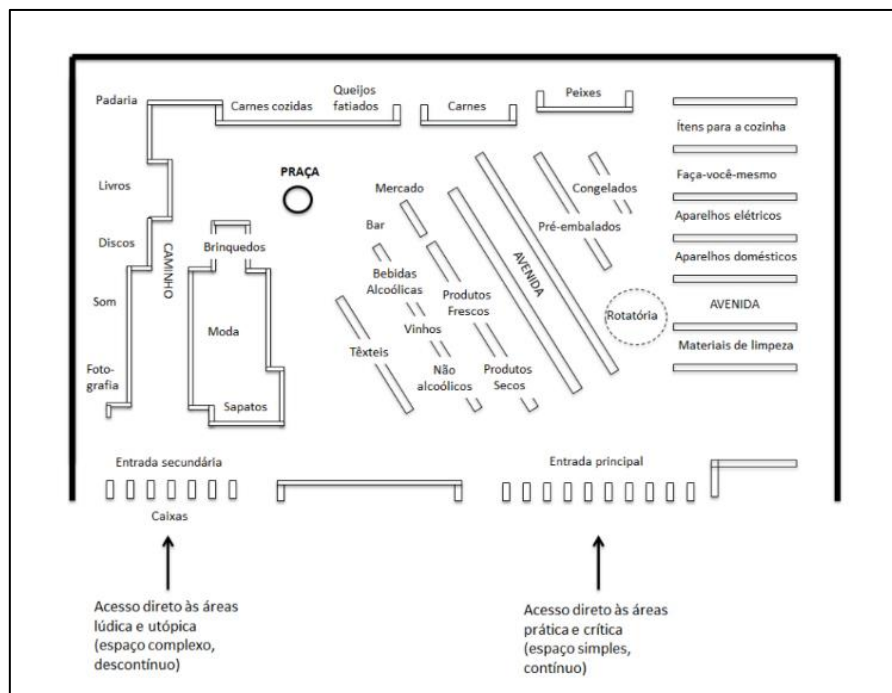 Padaria
Carnes cozidas
Queijos
fatiados
Carnes
Peixes
Ítens para a cozinha
Livros
PRAÇA
Mercado
Congelados
Faça-você-mesmo
Discos
CAMINHO
Brinquedos
Bar
Pré-embalados
Aparelhos elétricos
Bebidas
Alcoólicas
AVENIDA
Aparelhos domésticos
Som
Moda
Produtos
Frescos
Rotatória
AVENIDA
Vinhos
Têxteis
Materiais de limpeza
Foto-
grafia
Não
alcoólicos
Produtos
Secos
Sapatos
Entrada secundária
Entrada principal
Caixas
Acesso direto às áreas
lúdica e utópica
(espaço complexo,
descontínuo)
Acesso direto às áreas
prática e crítica
(espaço simples,
contínuo)